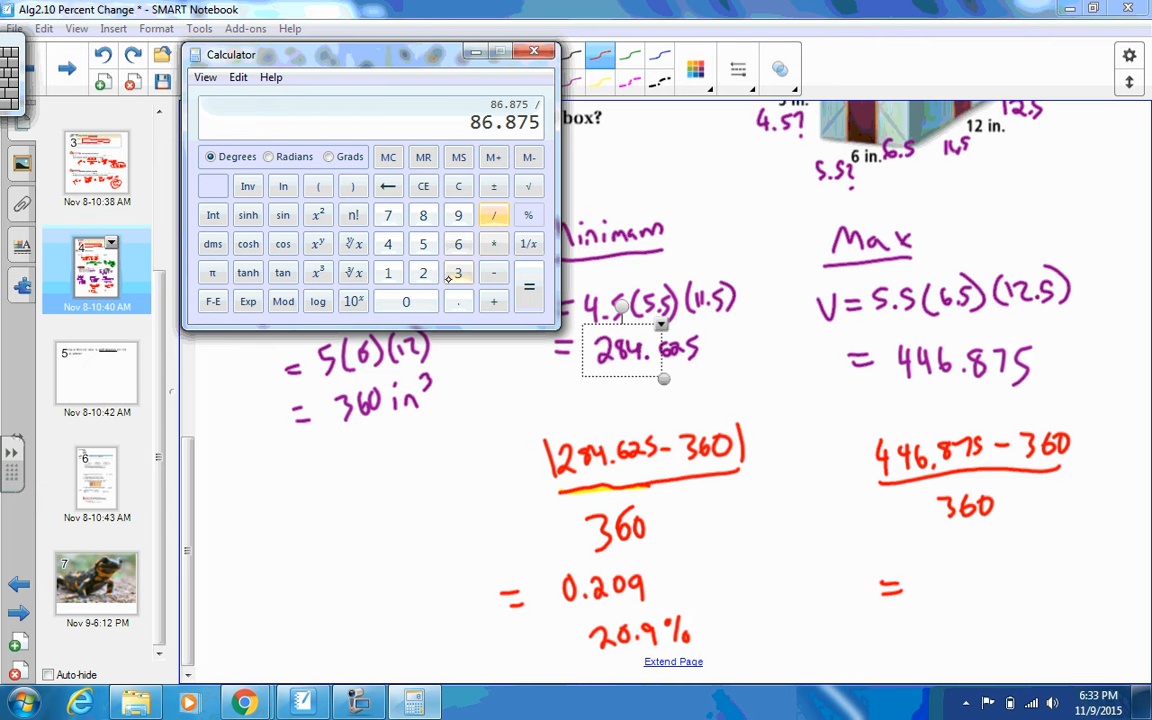 Alg2.10 Percent Change * - SMART Notebook
File Edit View Insert Format Tools Add-ons Help
Calculator
View Edit Help
86.875 /
86.875
Degrees Radians Grads MC MR MS M+ M-
Inv ln ( ) ← CE C ± √
Int sinh sin x² n! 7 8 9 / %
dms cosh cos xʸ ʸ√x 4 5 6 * 1/x
π tanh tan x³ ³√x 1 2 3 - =
F-E Exp Mod log 10ˣ 0 . +
box?
4.5?
12.5
12 in.
6 in.
6.5
5.5?
Minimum
= 4.5(5.5)(11.5)
= 284.625
Max
V = 5.5(6.5)(12.5)
= 446.875
= 5(6)(12)
= 360 in³
|284.625 - 360|
360
= 0.209
20.9%
446.875 - 360
360
=
Extend Page
3
Nov 8-10:38 AM
4
Nov 8-10:40 AM
5
Nov 8-10:42 AM
6
Nov 8-10:43 AM
7
Nov 9-6:12 PM
Auto-hide
6:33 PM
11/9/2015